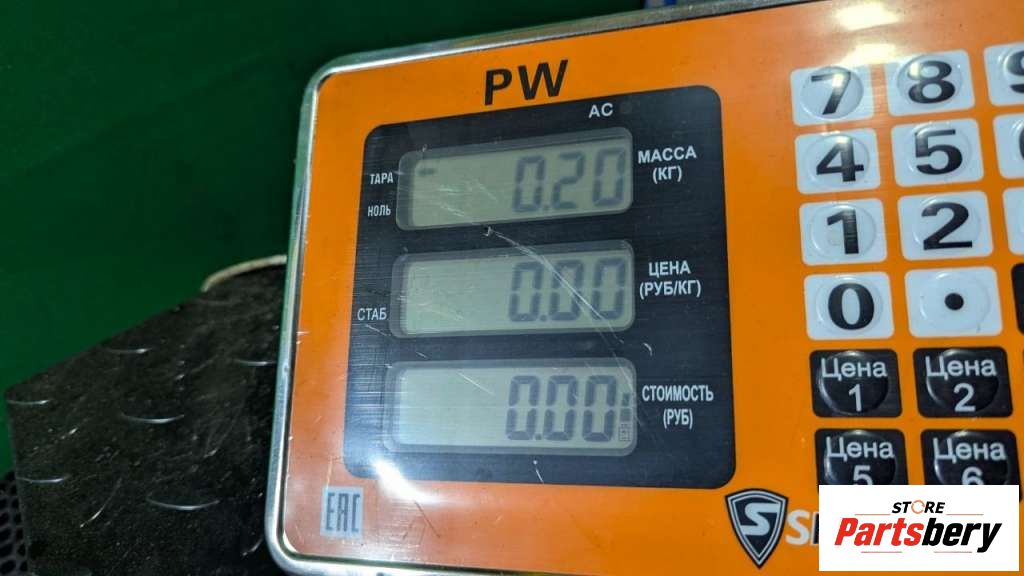 PW
AC
ТАРА
НОЛЬ
0.20
МАССА
(КГ)
СТАБ
0.00
ЦЕНА
(РУБ/КГ)
0.00
СТОИМОСТЬ
(РУБ)
EAC
7 8
4 5
1 2
0 .
Цена Цена
1 2
Цена Цена
5 6
S
STORE
Partsbery